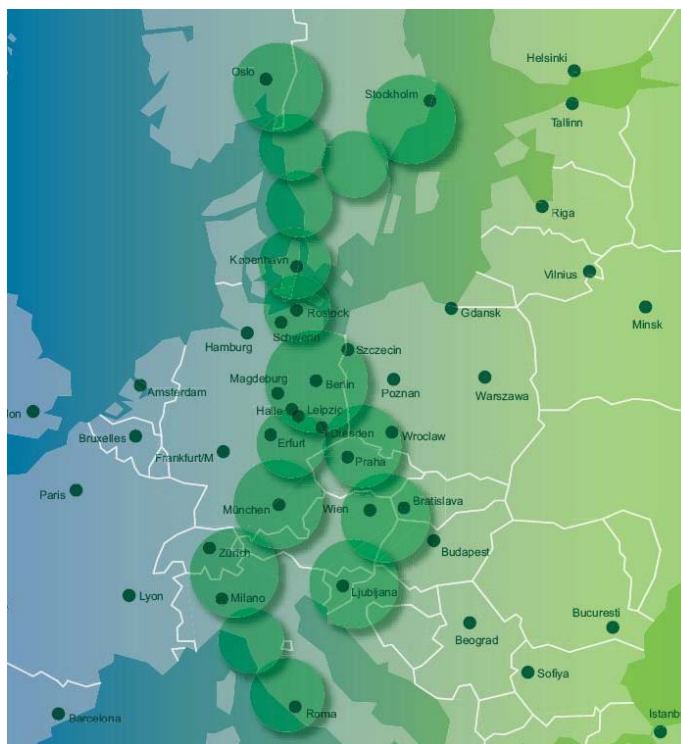 Helsinki
Oslo
Stockholm
Tallinn
Riga
København
Vilnius
Rostock
Gdansk
Minsk
Schwerin
Hamburg
Szczecin
Magdeburg
Berlin
Poznan
Warszawa
Amsterdam
Halle
Leipzig
don
Dresden
Wroclaw
Bruxelles
Erfurt
Frankfurt/M
Praha
Paris
München
Wien
Bratislava
Zürich
Budapest
Ljubljana
Lyon
Milano
Bucuresti
Beograd
Sofiya
Roma
Barcelona
Istanb